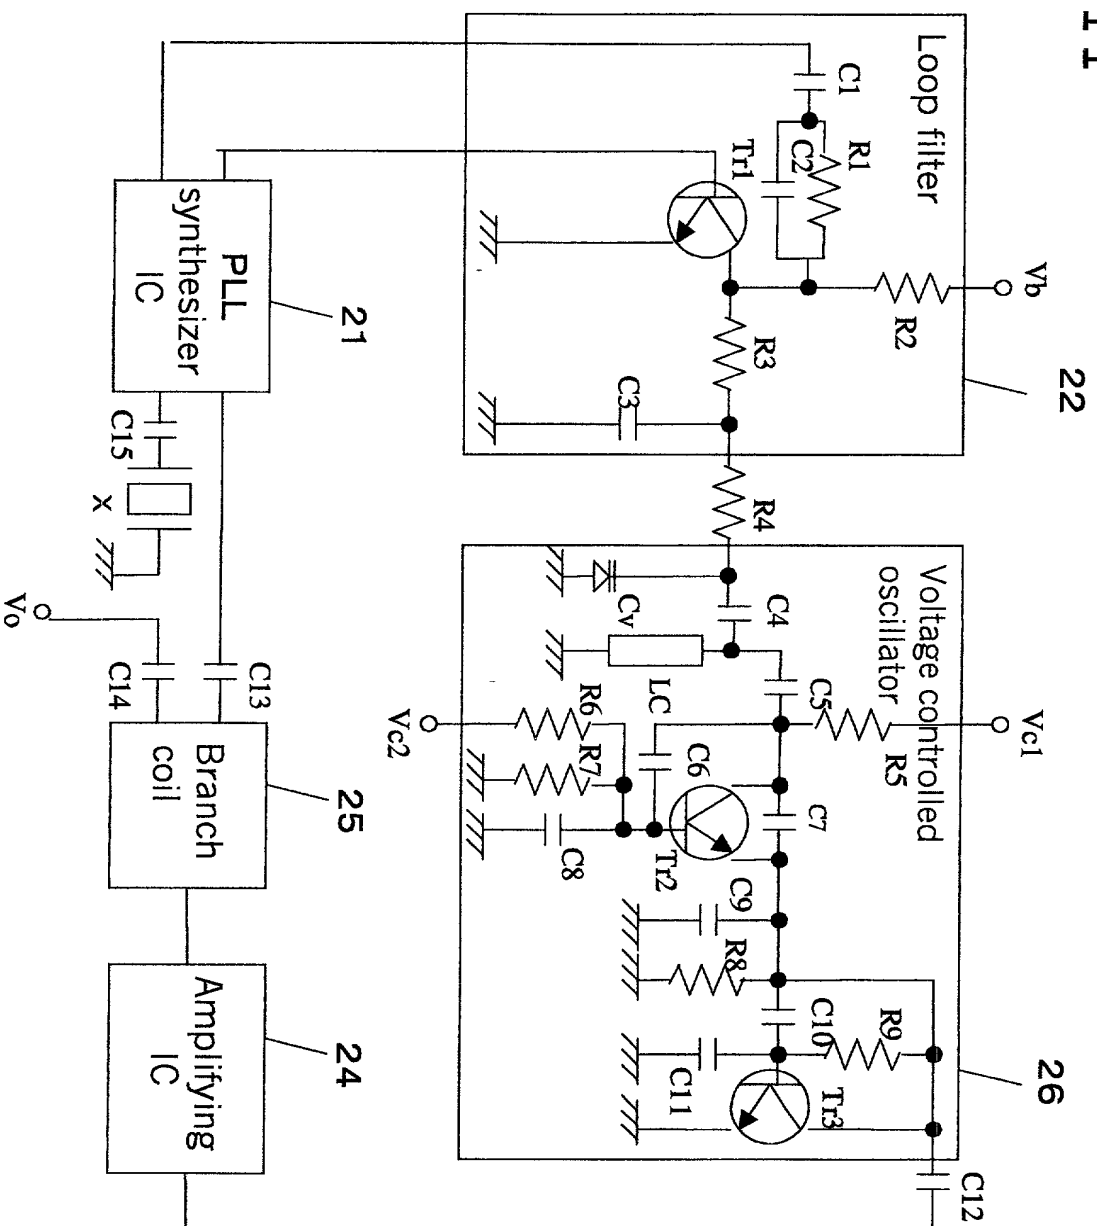 11
Loop filter
C1
R1
C2
Tr1
Vb
R2
R3
C3
22
PLL
synthesizer
IC
21
C15
X
R4
Voltage controlled
oscillator
C4
Cv
LC
C5
Vc1
R5
R6
R7
Vc2
C6
C7
Tr2
C8
C9
R8
C10
R9
C11
Tr3
26
C12
Vo
C14
C13
Branch
coil
25
Amplifying
IC
24